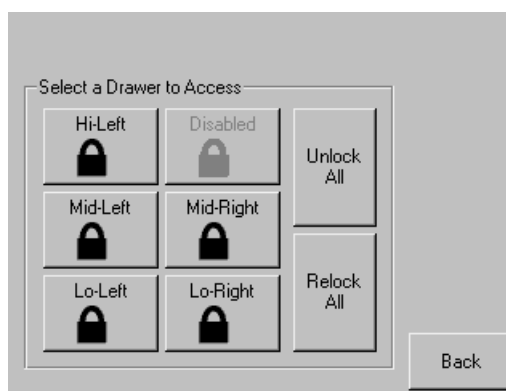 Select a Drawer to Access
Hi-Left
Disabled
Unlock
All
Mid-Left
Mid-Right
Lo-Left
Lo-Right
Relock
All
Back